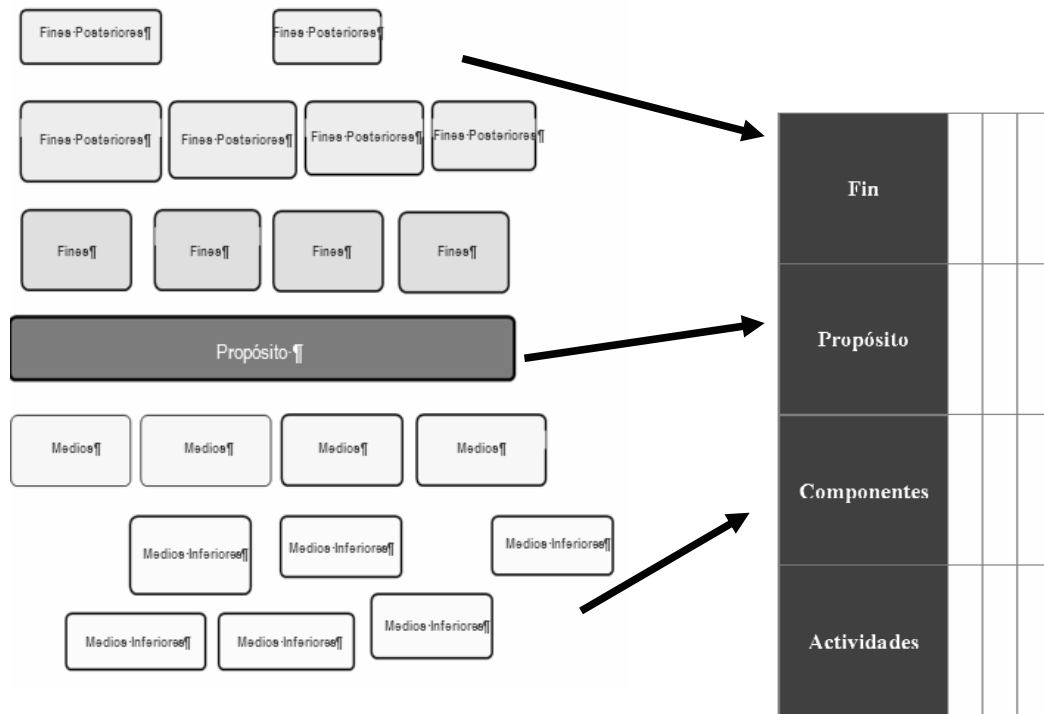 Fines·Posteriores¶
Fines·Posteriores¶
Fines·Posteriores¶
Fines·Posteriores¶
Fines·Posteriores¶
Fines·Posteriores¶
Fines¶
Fines¶
Fines¶
Fines¶
Propósito·¶
Medios¶
Medios¶
Medios¶
Medios¶
Medios·Inferiores¶
Medios·Inferiores¶
Medios·Inferiores¶
Medios·Inferiores¶
Medios·Inferiores¶
Medios·Inferiores¶
Fin
Propósito
Componentes
Actividades